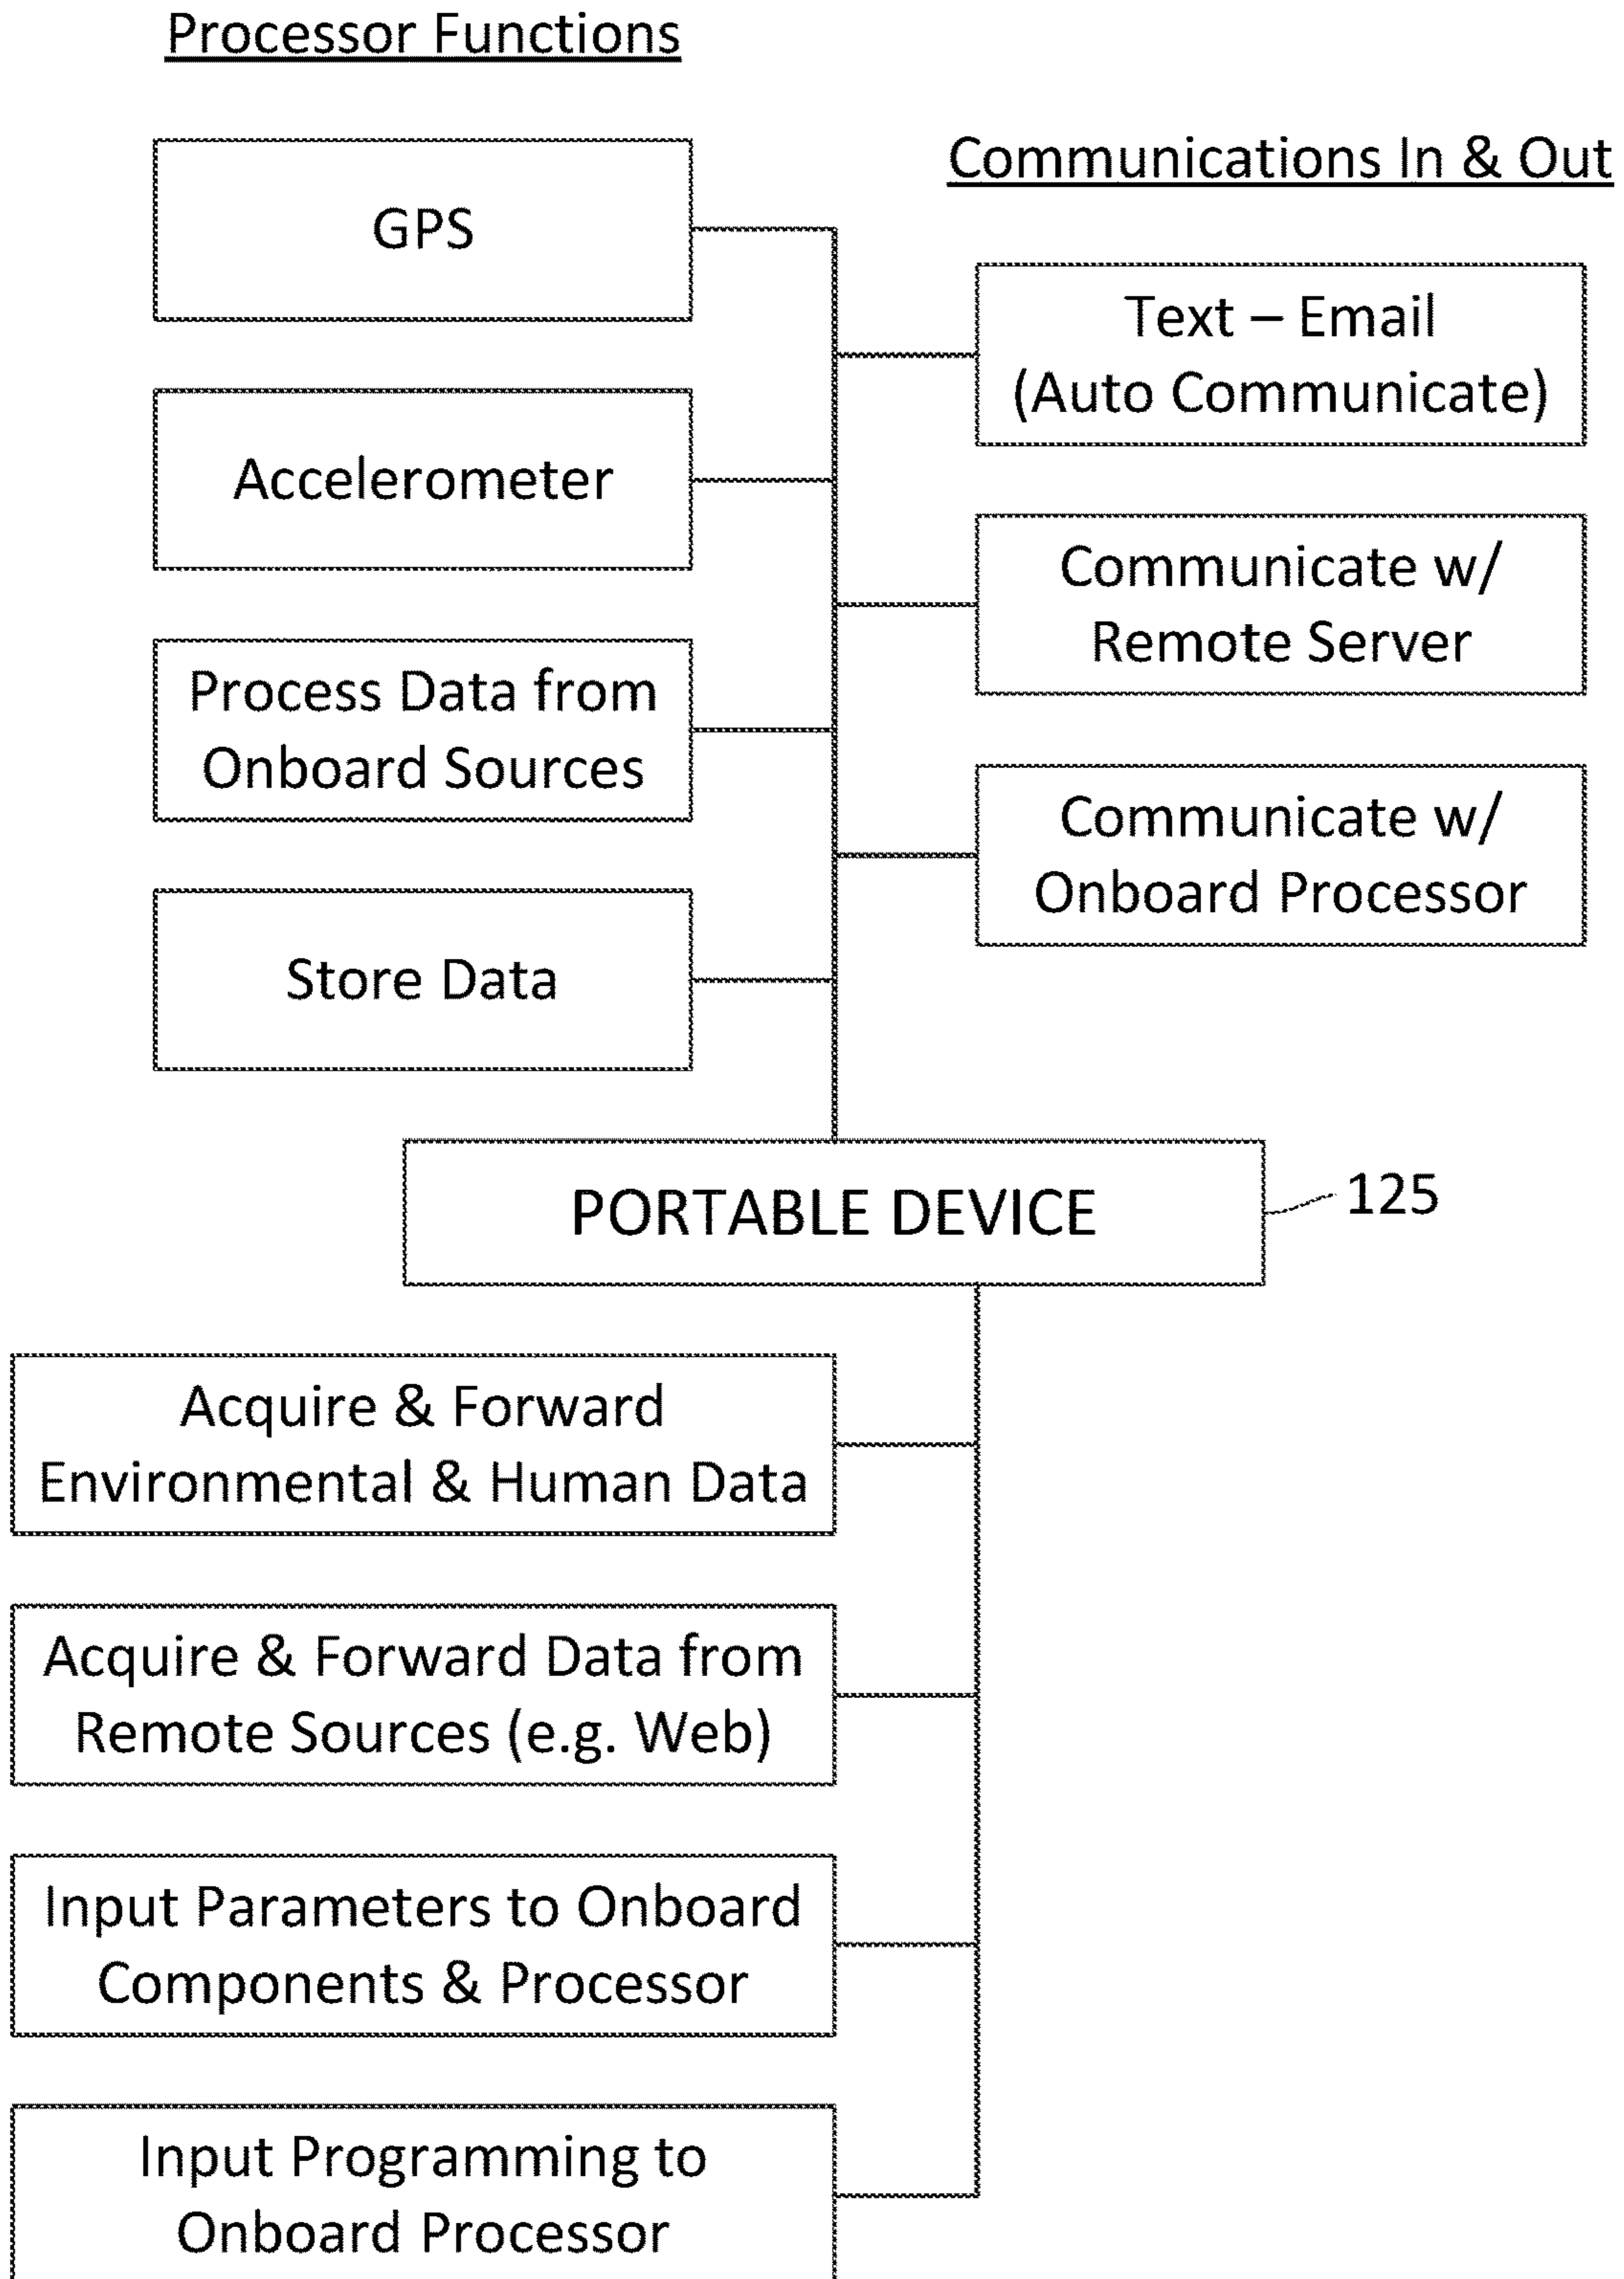 Processor Functions
GPS
Accelerometer
Process Data from
Onboard Sources
Store Data
Communications In & Out
Text – Email
(Auto Communicate)
Communicate w/
Remote Server
Communicate w/
Onboard Processor
PORTABLE DEVICE
125
Acquire & Forward
Environmental & Human Data
Acquire & Forward Data from
Remote Sources (e.g. Web)
Input Parameters to Onboard
Components & Processor
Input Programming to
Onboard Processor